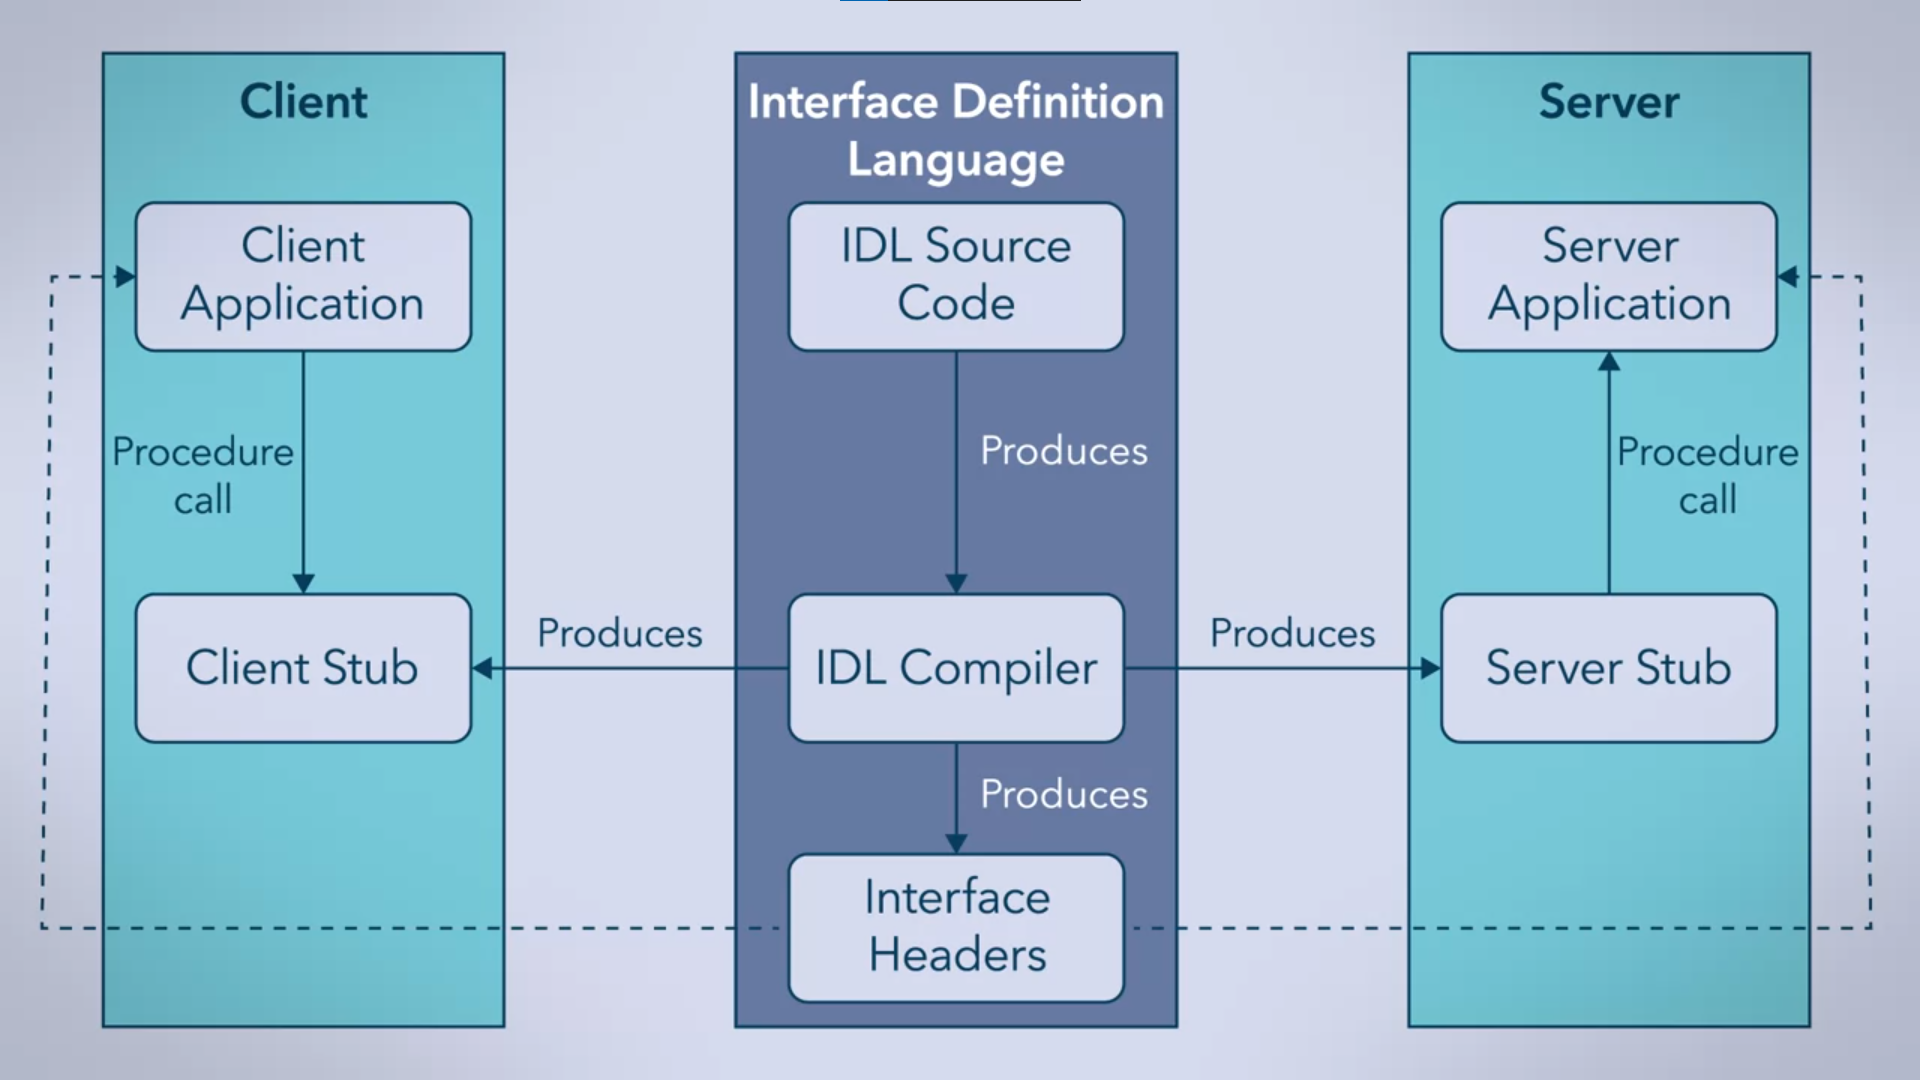 Client
Client
Application
Procedure
call
Client Stub
Produces
Interface Definition
Language
IDL Source
Code
Produces
IDL Compiler
Produces
Interface
Headers
Produces
Server
Server
Application
Procedure
call
Server Stub